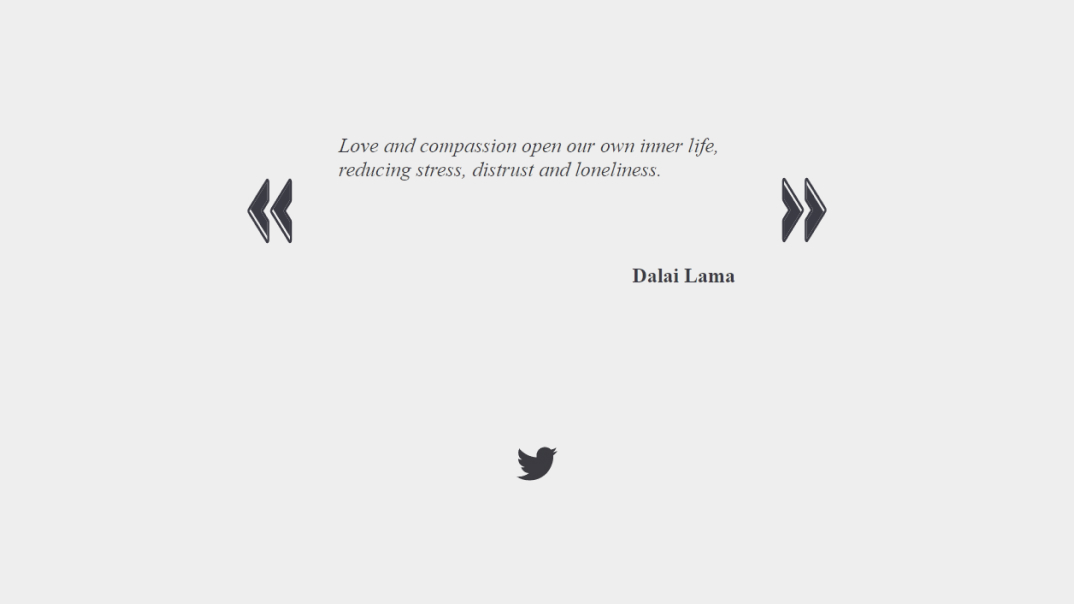 Love and compassion open our own inner life,
reducing stress, distrust and loneliness.
Dalai Lama